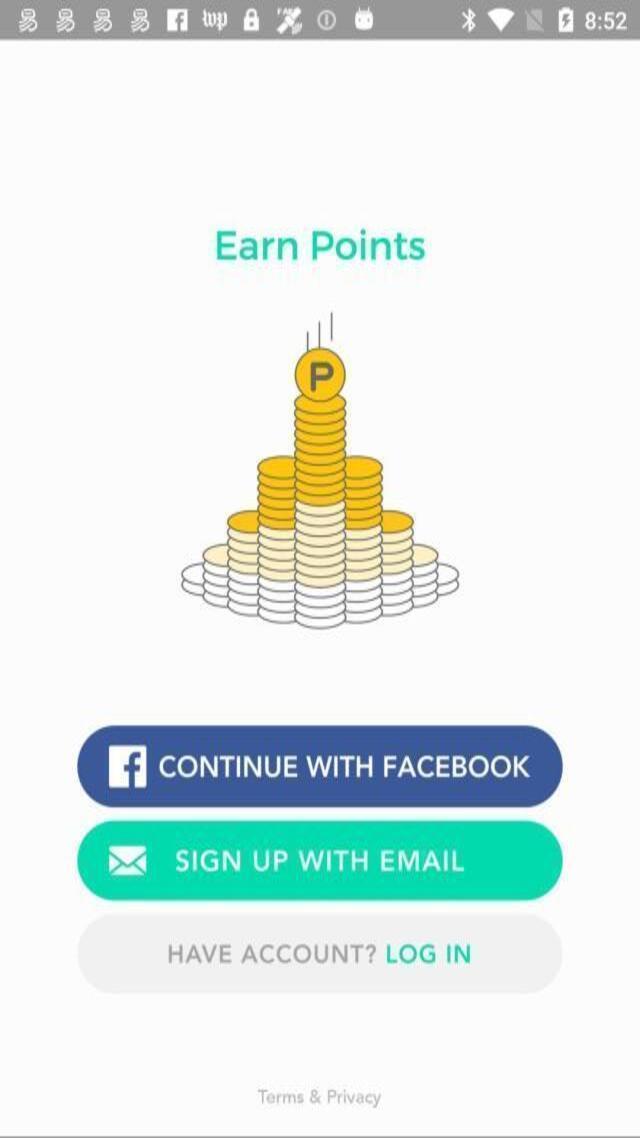 8:52
Earn Points
P
CONTINUE WITH FACEBOOK
SIGN UP WITH EMAIL
HAVE ACCOUNT? LOG IN
Terms & Privacy